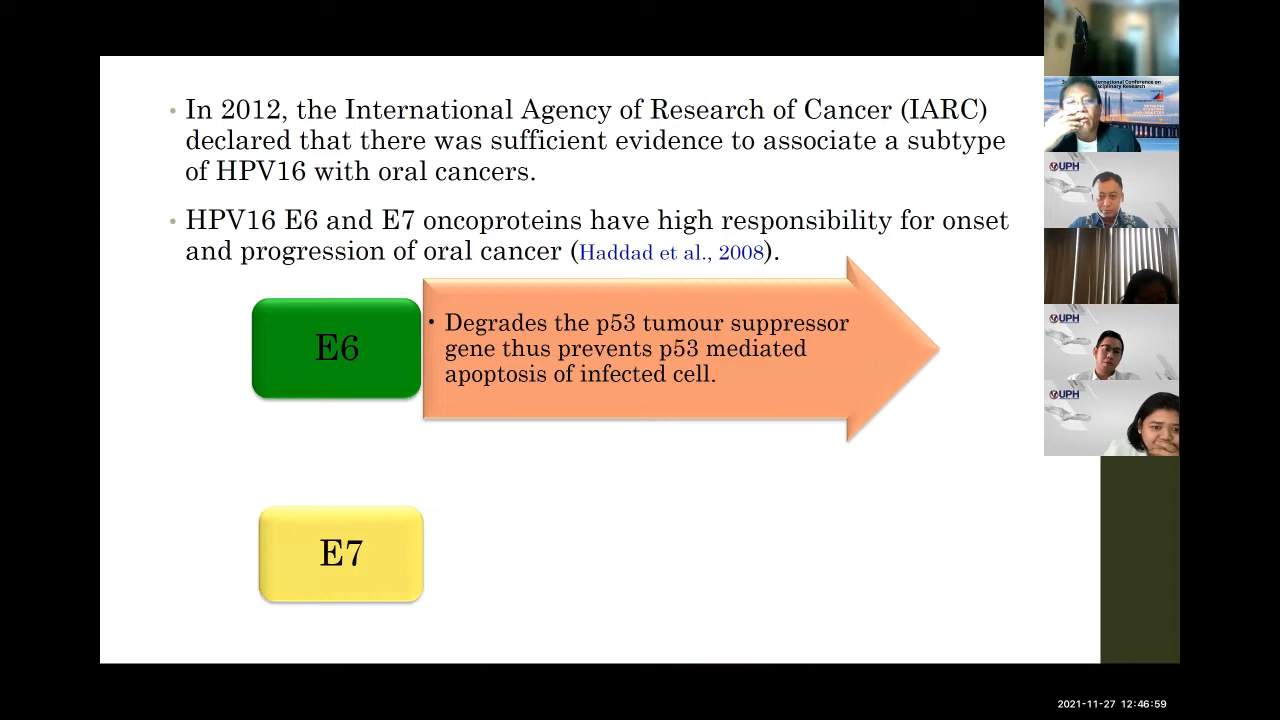 • In 2012, the International Agency of Research of Cancer (IARC)
declared that there was sufficient evidence to associate a subtype
of HPV16 with oral cancers.
• HPV16 E6 and E7 oncoproteins have high responsibility for onset
and progression of oral cancer (Haddad et al., 2008).
E6
• Degrades the p53 tumour suppressor
gene thus prevents p53 mediated
apoptosis of infected cell.
E7
International Conference on
UPH
UPH
UPH
2021-11-27 12:46:59